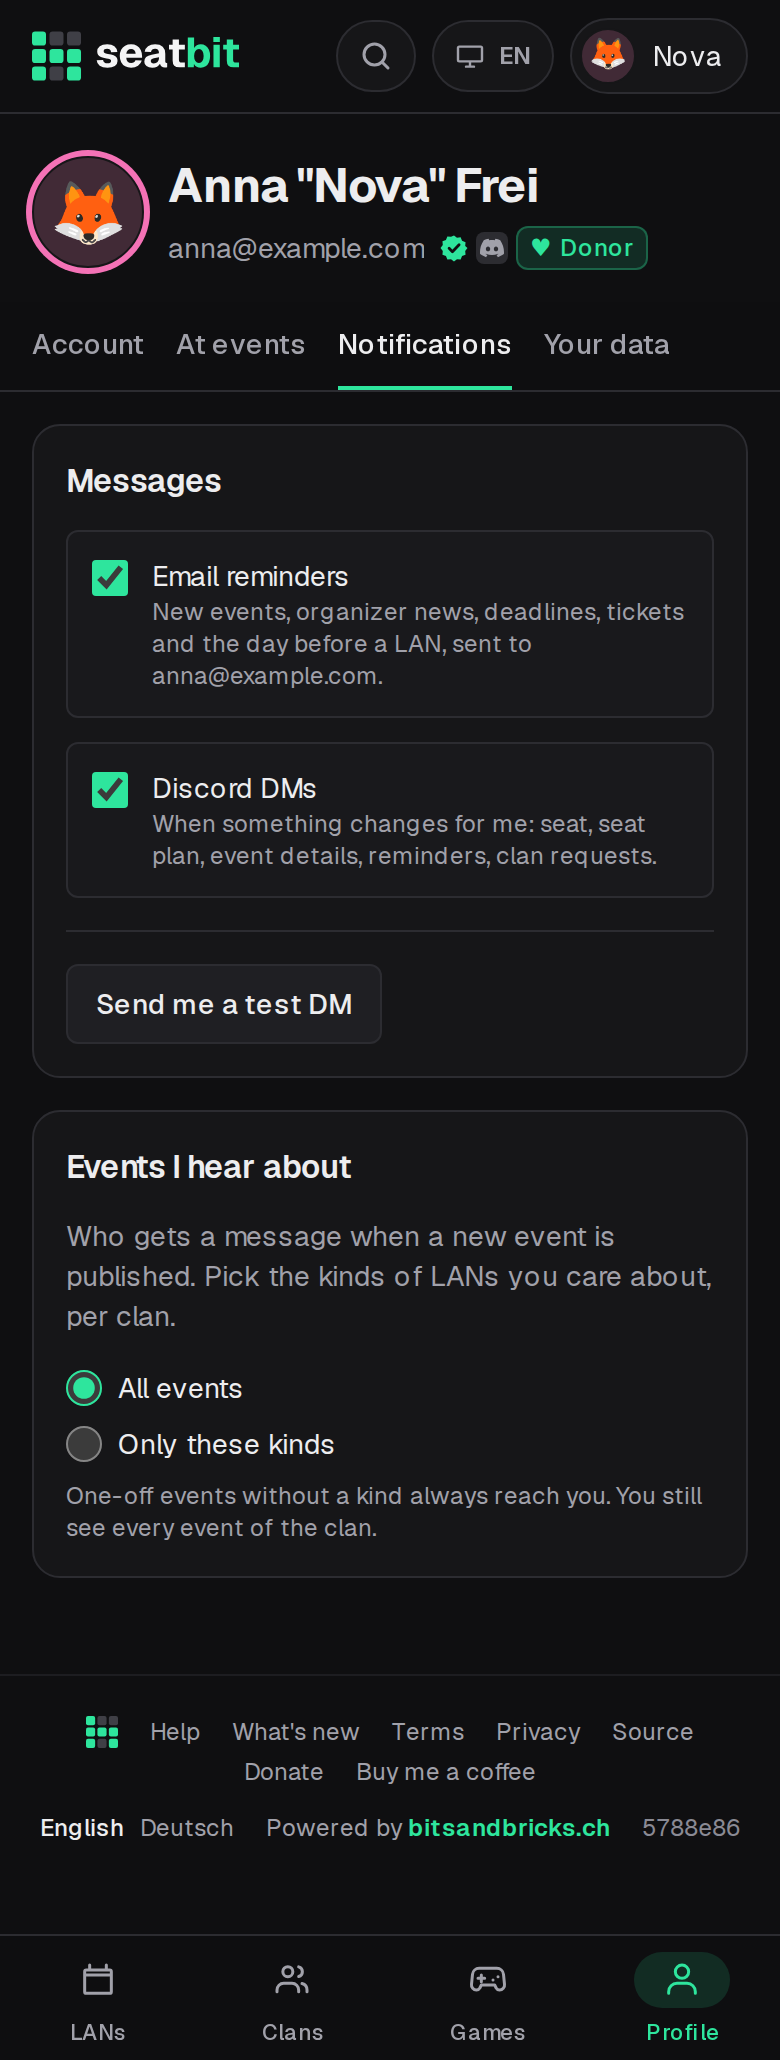 seatbit
EN
Nova
Anna "Nova" Frei
anna@example.com
♥ Donor
Account At events Notifications Your data
Messages
Email reminders
New events, organizer news, deadlines, tickets
and the day before a LAN, sent to
anna@example.com.
Discord DMs
When something changes for me: seat, seat
plan, event details, reminders, clan requests.
Send me a test DM
Events I hear about
Who gets a message when a new event is
published. Pick the kinds of LANs you care about,
per clan.
All events
Only these kinds
One-off events without a kind always reach you. You still
see every event of the clan.
Help What's new Terms Privacy Source
Donate Buy me a coffee
English Deutsch Powered by bitsandbricks.ch 5788e86
LANs Clans Games Profile